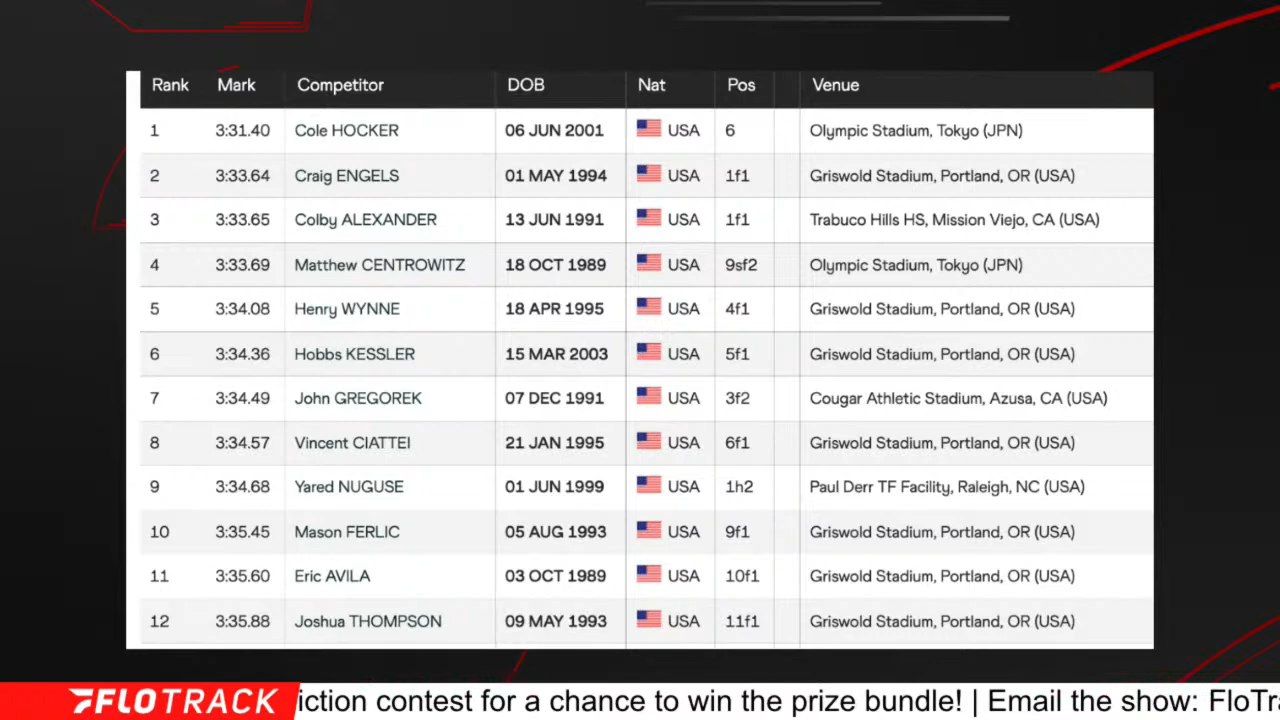 Rank Mark Competitor DOB Nat Pos Venue
1 3:31.40 Cole HOCKER 06 JUN 2001 USA 6 Olympic Stadium, Tokyo (JPN)
2 3:33.64 Craig ENGELS 01 MAY 1994 USA 1f1 Griswold Stadium, Portland, OR (USA)
3 3:33.65 Colby ALEXANDER 13 JUN 1991 USA 1f1 Trabuco Hills HS, Mission Viejo, CA (USA)
4 3:33.69 Matthew CENTROWITZ 18 OCT 1989 USA 9sf2 Olympic Stadium, Tokyo (JPN)
5 3:34.08 Henry WYNNE 18 APR 1995 USA 4f1 Griswold Stadium, Portland, OR (USA)
6 3:34.36 Hobbs KESSLER 15 MAR 2003 USA 5f1 Griswold Stadium, Portland, OR (USA)
7 3:34.49 John GREGOREK 07 DEC 1991 USA 3f2 Cougar Athletic Stadium, Azusa, CA (USA)
8 3:34.57 Vincent CIATTEI 21 JAN 1995 USA 6f1 Griswold Stadium, Portland, OR (USA)
9 3:34.68 Yared NUGUSE 01 JUN 1999 USA 1h2 Paul Derr TF Facility, Raleigh, NC (USA)
10 3:35.45 Mason FERLIC 05 AUG 1993 USA 9f1 Griswold Stadium, Portland, OR (USA)
11 3:35.60 Eric AVILA 03 OCT 1989 USA 10f1 Griswold Stadium, Portland, OR (USA)
12 3:35.88 Joshua THOMPSON 09 MAY 1993 USA 11f1 Griswold Stadium, Portland, OR (USA)
FLOTRACK iction contest for a chance to win the prize bundle! | Email the show: FloTra